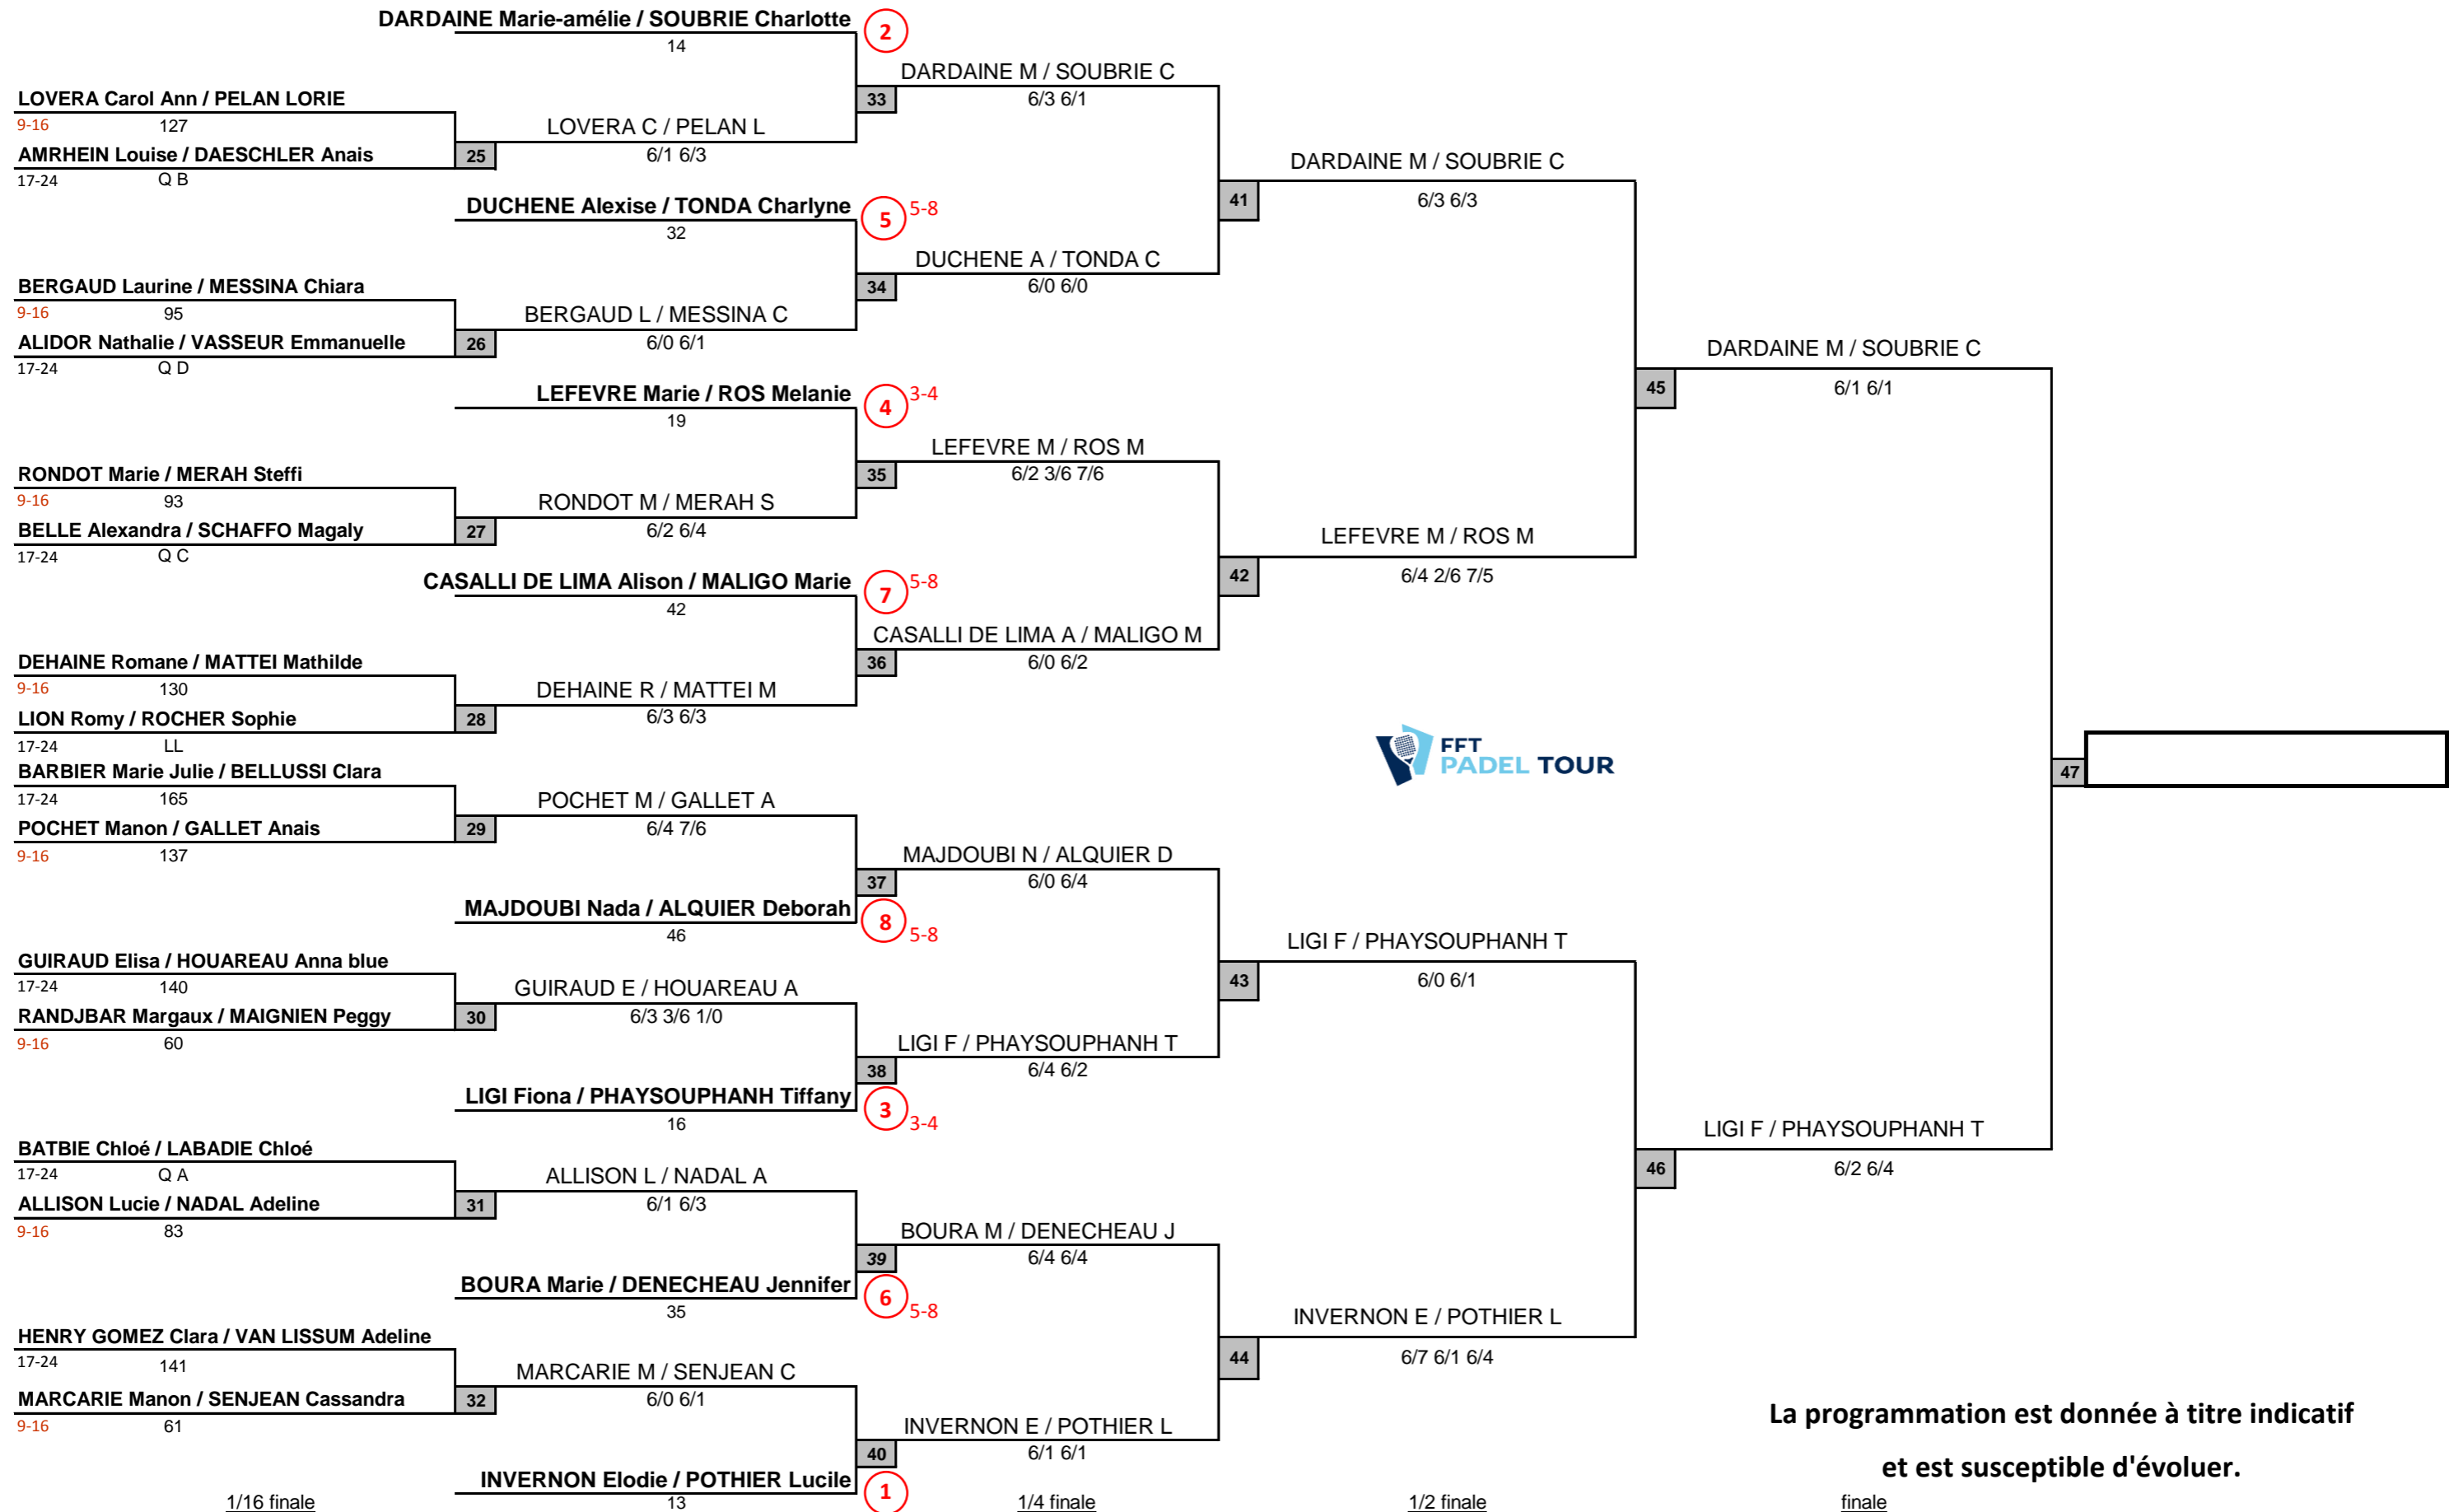 DARDAINE Marie-amélie / SOUBRIE Charlotte
2
14
DARDAINE M / SOUBRIE C
LOVERA Carol Ann / PELAN LORIE
33
6/3 6/1
9-16
127
LOVERA C / PELAN L
AMRHEIN Louise / DAESCHLER Anais
25
6/1 6/3
17-24
Q B
DARDAINE M / SOUBRIE C
41
6/3 6/3
DUCHENE Alexise / TONDA Charlyne
5
5-8
32
DUCHENE A / TONDA C
BERGAUD Laurine / MESSINA Chiara
34
6/0 6/0
9-16
95
BERGAUD L / MESSINA C
ALIDOR Nathalie / VASSEUR Emmanuelle
26
6/0 6/1
17-24
Q D
DARDAINE M / SOUBRIE C
45
6/1 6/1
LEFEVRE Marie / ROS Melanie
4
3-4
19
LEFEVRE M / ROS M
RONDOT Marie / MERAH Steffi
35
6/2 3/6 7/6
9-16
93
RONDOT M / MERAH S
BELLE Alexandra / SCHAFFO Magaly
27
6/2 6/4
17-24
Q C
LEFEVRE M / ROS M
42
6/4 2/6 7/5
CASALLI DE LIMA Alison / MALIGO Marie
7
5-8
42
CASALLI DE LIMA A / MALIGO M
DEHAINE Romane / MATTEI Mathilde
36
6/0 6/2
9-16
130
DEHAINE R / MATTEI M
LION Romy / ROCHER Sophie
28
6/3 6/3
17-24
LL
FFT
PADEL TOUR
47
BARBIER Marie Julie / BELLUSSI Clara
17-24
165
POCHET M / GALLET A
POCHET Manon / GALLET Anais
29
6/4 7/6
9-16
137
MAJDOUBI N / ALQUIER D
37
6/0 6/4
MAJDOUBI Nada / ALQUIER Deborah
8
5-8
46
LIGI F / PHAYSOUPHANH T
43
6/0 6/1
GUIRAUD Elisa / HOUAREAU Anna blue
17-24
140
GUIRAUD E / HOUAREAU A
RANDJBAR Margaux / MAIGNIEN Peggy
30
6/3 3/6 1/0
9-16
60
LIGI F / PHAYSOUPHANH T
38
6/4 6/2
LIGI Fiona / PHAYSOUPHANH Tiffany
3
3-4
16
LIGI F / PHAYSOUPHANH T
46
6/2 6/4
BATBIE Chloé / LABADIE Chloé
17-24
Q A
ALLISON L / NADAL A
ALLISON Lucie / NADAL Adeline
31
6/1 6/3
9-16
83
BOURA M / DENECHEAU J
39
6/4 6/4
BOURA Marie / DENECHEAU Jennifer
6
5-8
35
INVERNON E / POTHIER L
44
6/7 6/1 6/4
HENRY GOMEZ Clara / VAN LISSUM Adeline
17-24
141
MARCARIE M / SENJEAN C
MARCARIE Manon / SENJEAN Cassandra
32
6/0 6/1
9-16
61
INVERNON E / POTHIER L
40
6/1 6/1
INVERNON Elodie / POTHIER Lucile
1
13
La programmation est donnée à titre indicatif
et est susceptible d'évoluer.
1/16 finale
1/4 finale
1/2 finale
finale